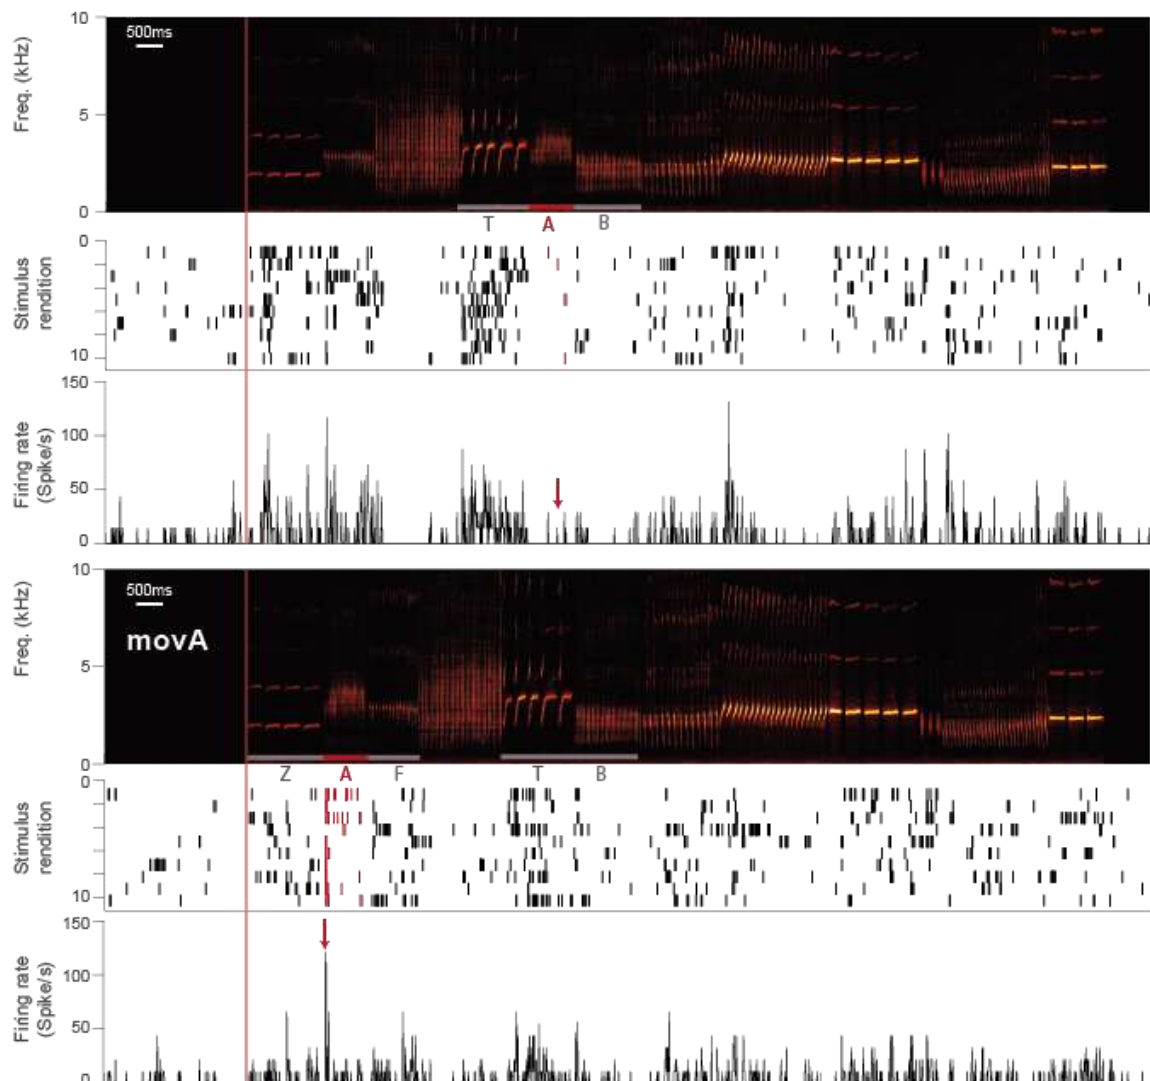 10
500ms
Freq. (kHz)
5
0
T A B
0
Stimulus
rendition
10
150
Firing rate
(Spike/s)
100
50
0
10
500ms
movA
Freq. (kHz)
5
0
Z A F T B
0
Stimulus
rendition
10
150
Firing rate
(Spike/s)
100
50
0